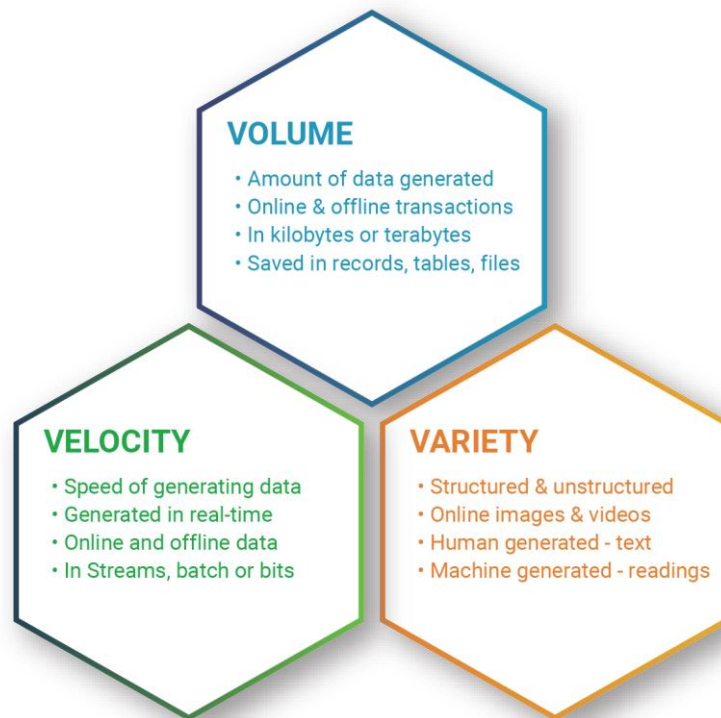 VOLUME
• Amount of data generated
• Online & offline transactions
• In kilobytes or terabytes
• Saved in records, tables, files
VELOCITY
• Speed of generating data
• Generated in real-time
• Online and offline data
• In Streams, batch or bits
VARIETY
• Structured & unstructured
• Online images & videos
• Human generated - text
• Machine generated - readings